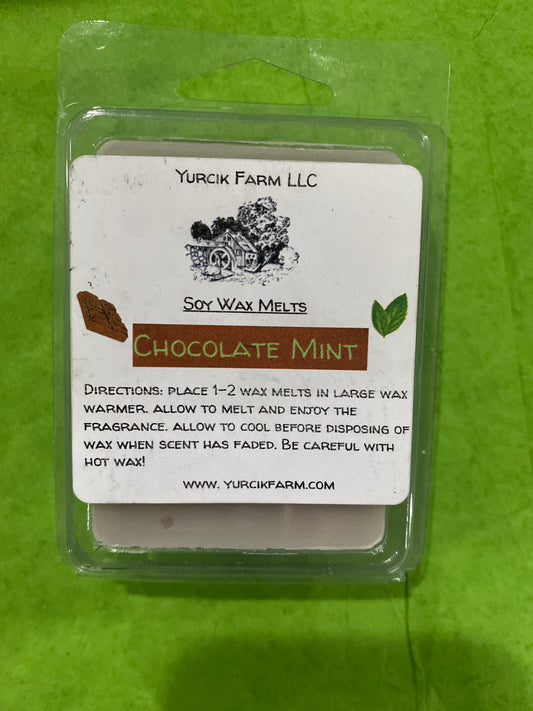 Yurcik Farm LLC
Soy Wax Melts
Chocolate Mint
Directions: place 1-2 wax melts in large wax
warmer. allow to melt and enjoy the
fragrance. allow to cool before disposing of
wax when scent has faded. Be careful with
hot wax!
www. yurcikfarm.com